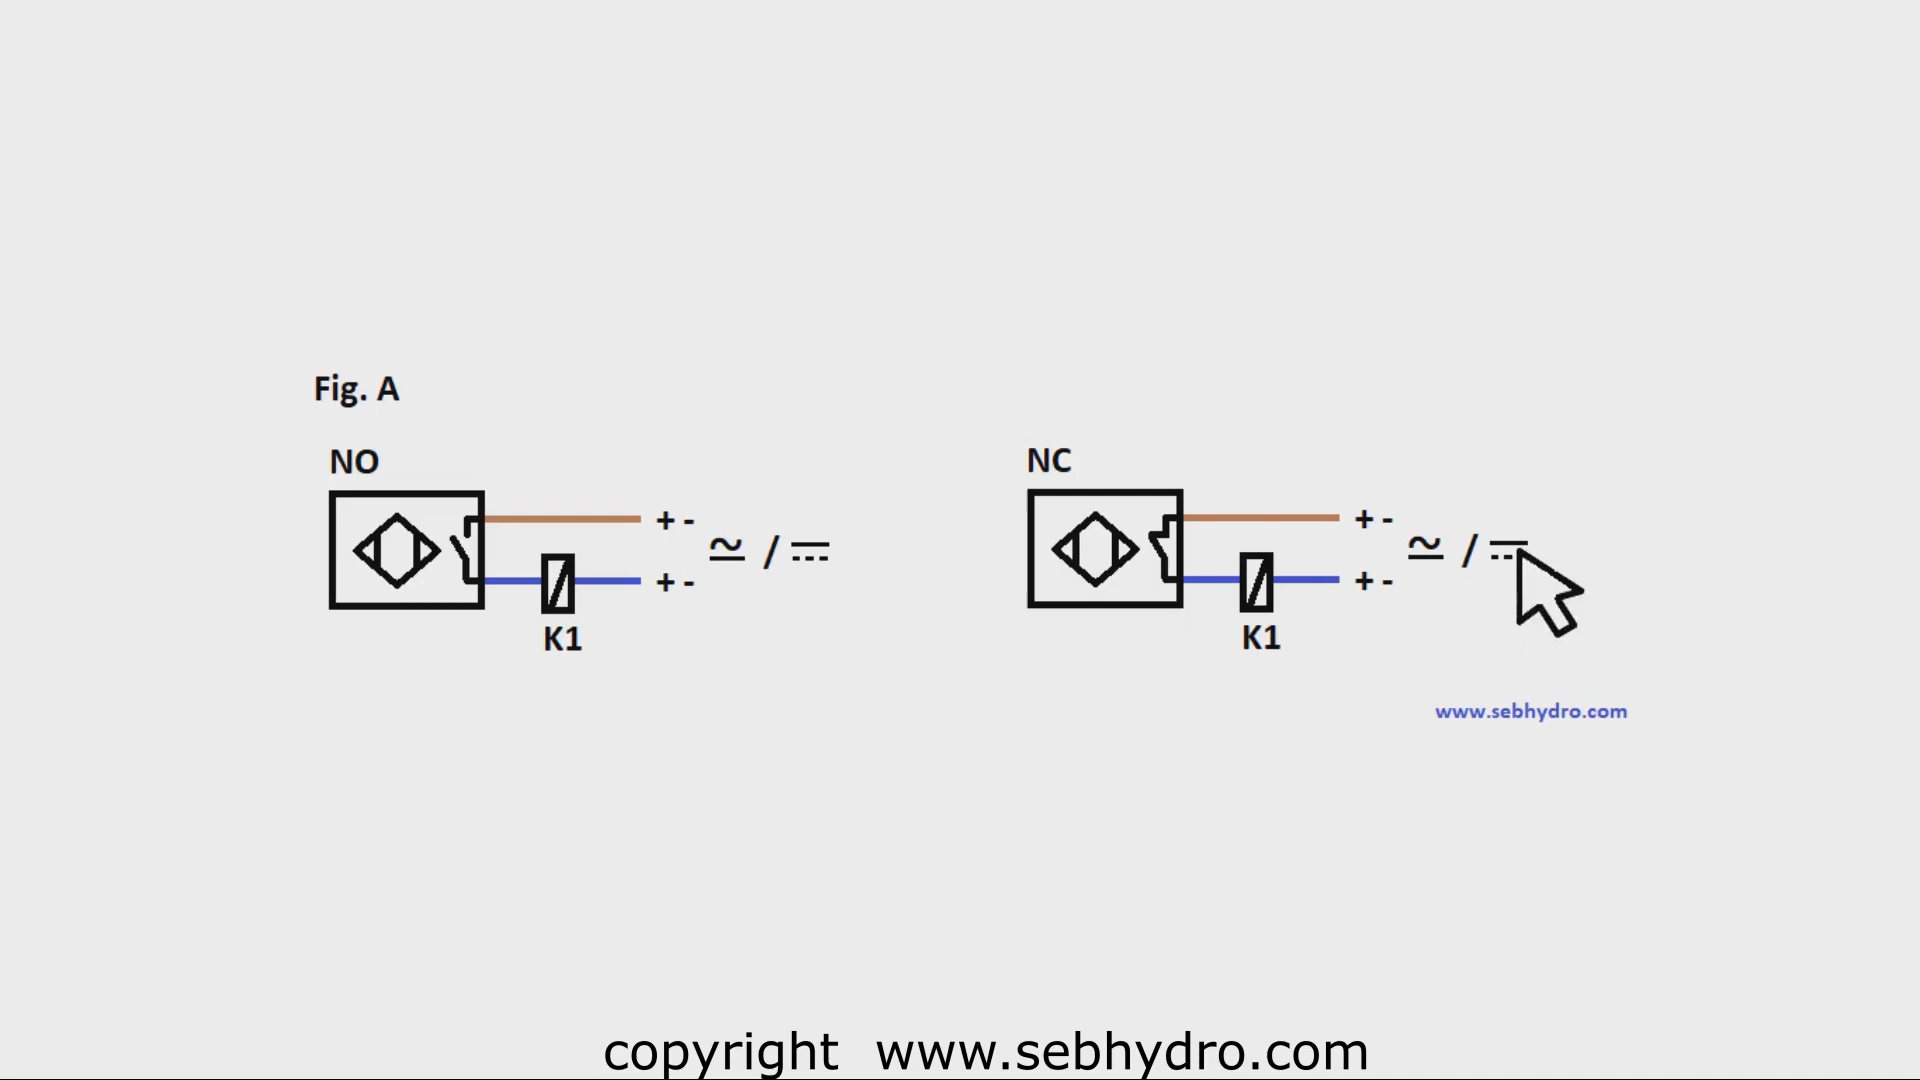 Fig. A
NO
NC
+ -
+ -
≃ / ⎓
+ -
+ -
≃ / ⎓
K1
K1
www.sebhydro.com
copyright www.sebhydro.com